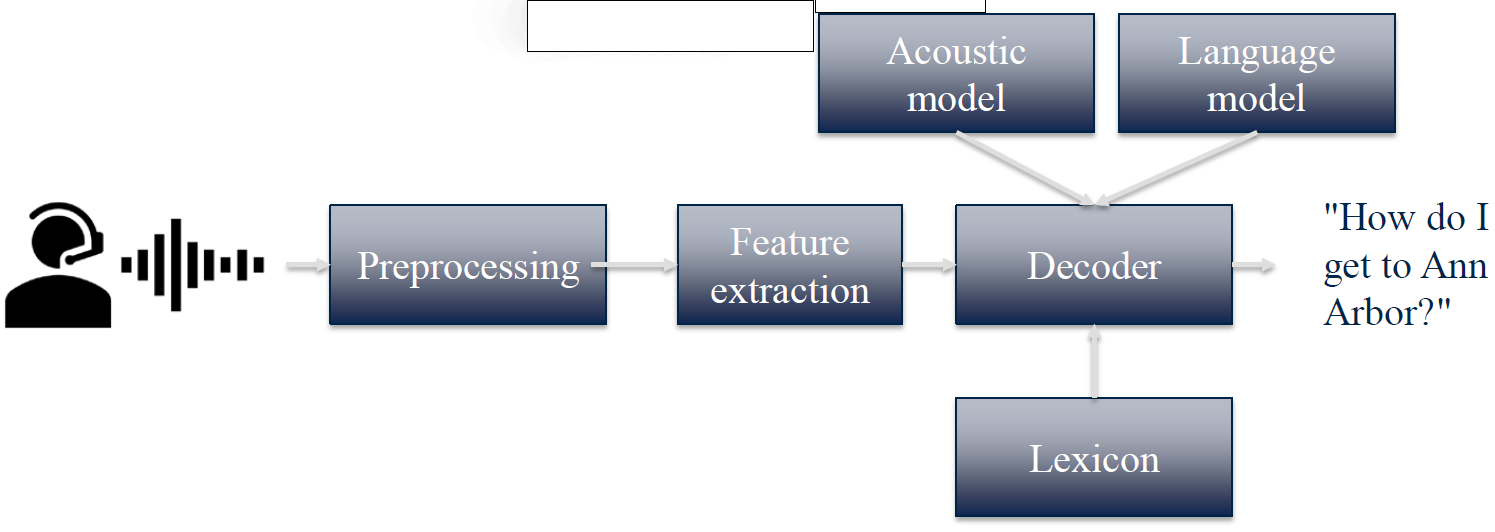 Acoustic
model
Language
model
Preprocessing
Feature
extraction
Decoder
"How do I
get to Ann
Arbor?"
Lexicon